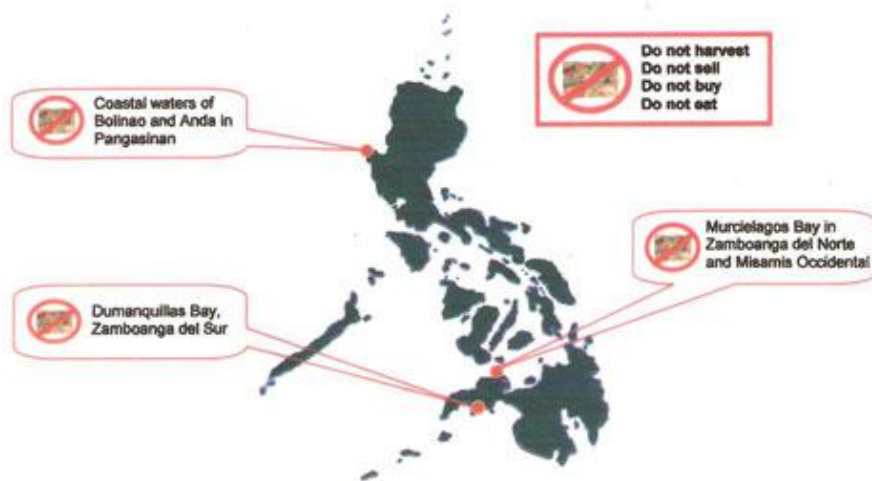 Do not harvest
Do not sell
Do not buy
Do not eat
Coastal waters of
Bolinao and Anda in
Pangasinan
Murcielagos Bay in
Zamboanga del Norte
and Misamis Occidental
Dumanquillas Bay,
Zamboanga del Sur